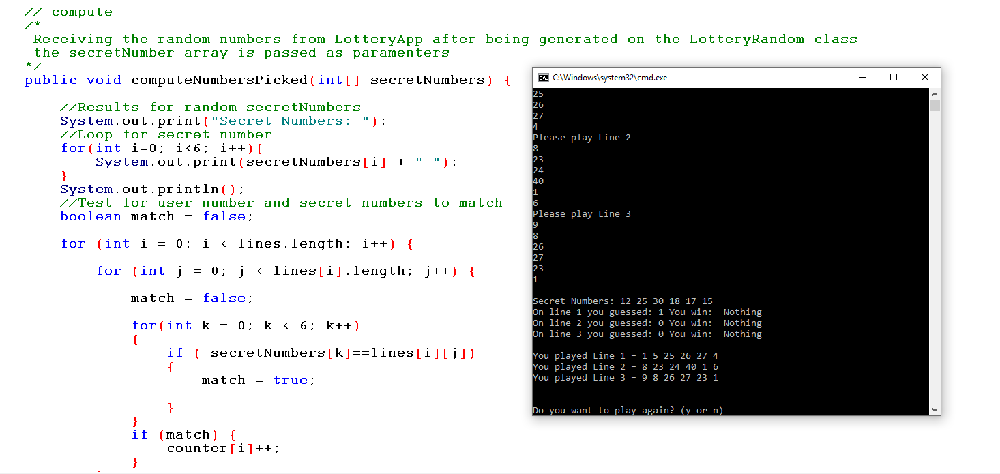 // compute
/*
Receiving the random numbers from LotteryApp after being generated on the LotteryRandom class
the secretNumber array is passed as paramenters
*/
public void computeNumbersPicked(int[] secretNumbers) {
//Results for random secretNumbers
System.out.print("Secret Numbers: ");
//Loop for secret number
for(int i=0; i<6; i++){
System.out.print(secretNumbers[i] + " ");
}
System.out.println();
//Test for user number and secret numbers to match
boolean match = false;
for (int i = 0; i < lines.length; i++) {
for (int j = 0; j < lines[i].length; j++) {
match = false;
for(int k = 0; k < 6; k++)
{
if ( secretNumbers[k]==lines[i][j])
{
match = true;
}
}
if (match) {
counter[i]++;
}
C:\Windows\system32\cmd.exe
25
26
27
4
Please play Line 2
8
23
24
40
1
6
Please play Line 3
9
8
26
27
23
1
Secret Numbers: 12 25 30 18 17 15
On line 1 you guessed: 1 You win:  Nothing
On line 2 you guessed: 0 You win:  Nothing
On line 3 you guessed: 0 You win:  Nothing
You played Line 1 = 1 5 25 26 27 4
You played Line 2 = 8 23 24 40 1 6
You played Line 3 = 9 8 26 27 23 1
Do you want to play again? (y or n)